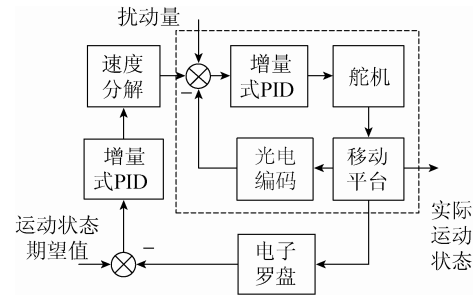 扰动量
速度
分解
增量
式PID
舵机
增量
式PID
光电
编码
移动
平台
实际
运动
状态
运动状态
期望值
电子
罗盘